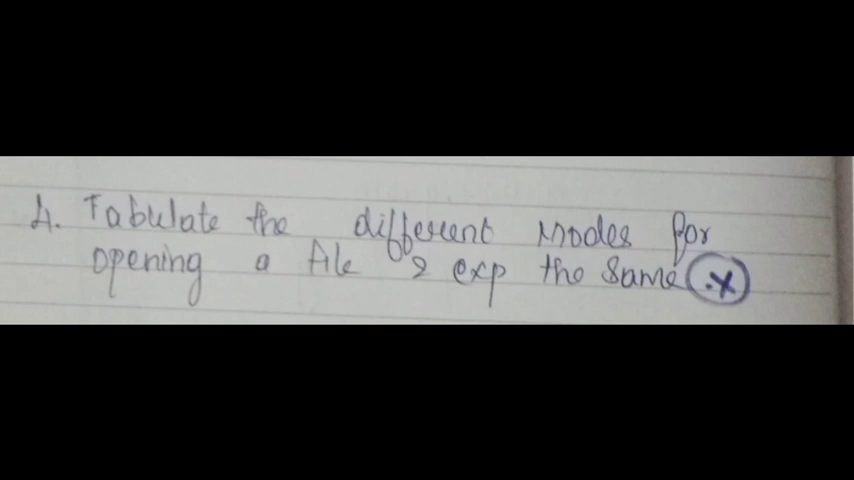 4. Tabulate the different modes for
opening a file & exp the same .x